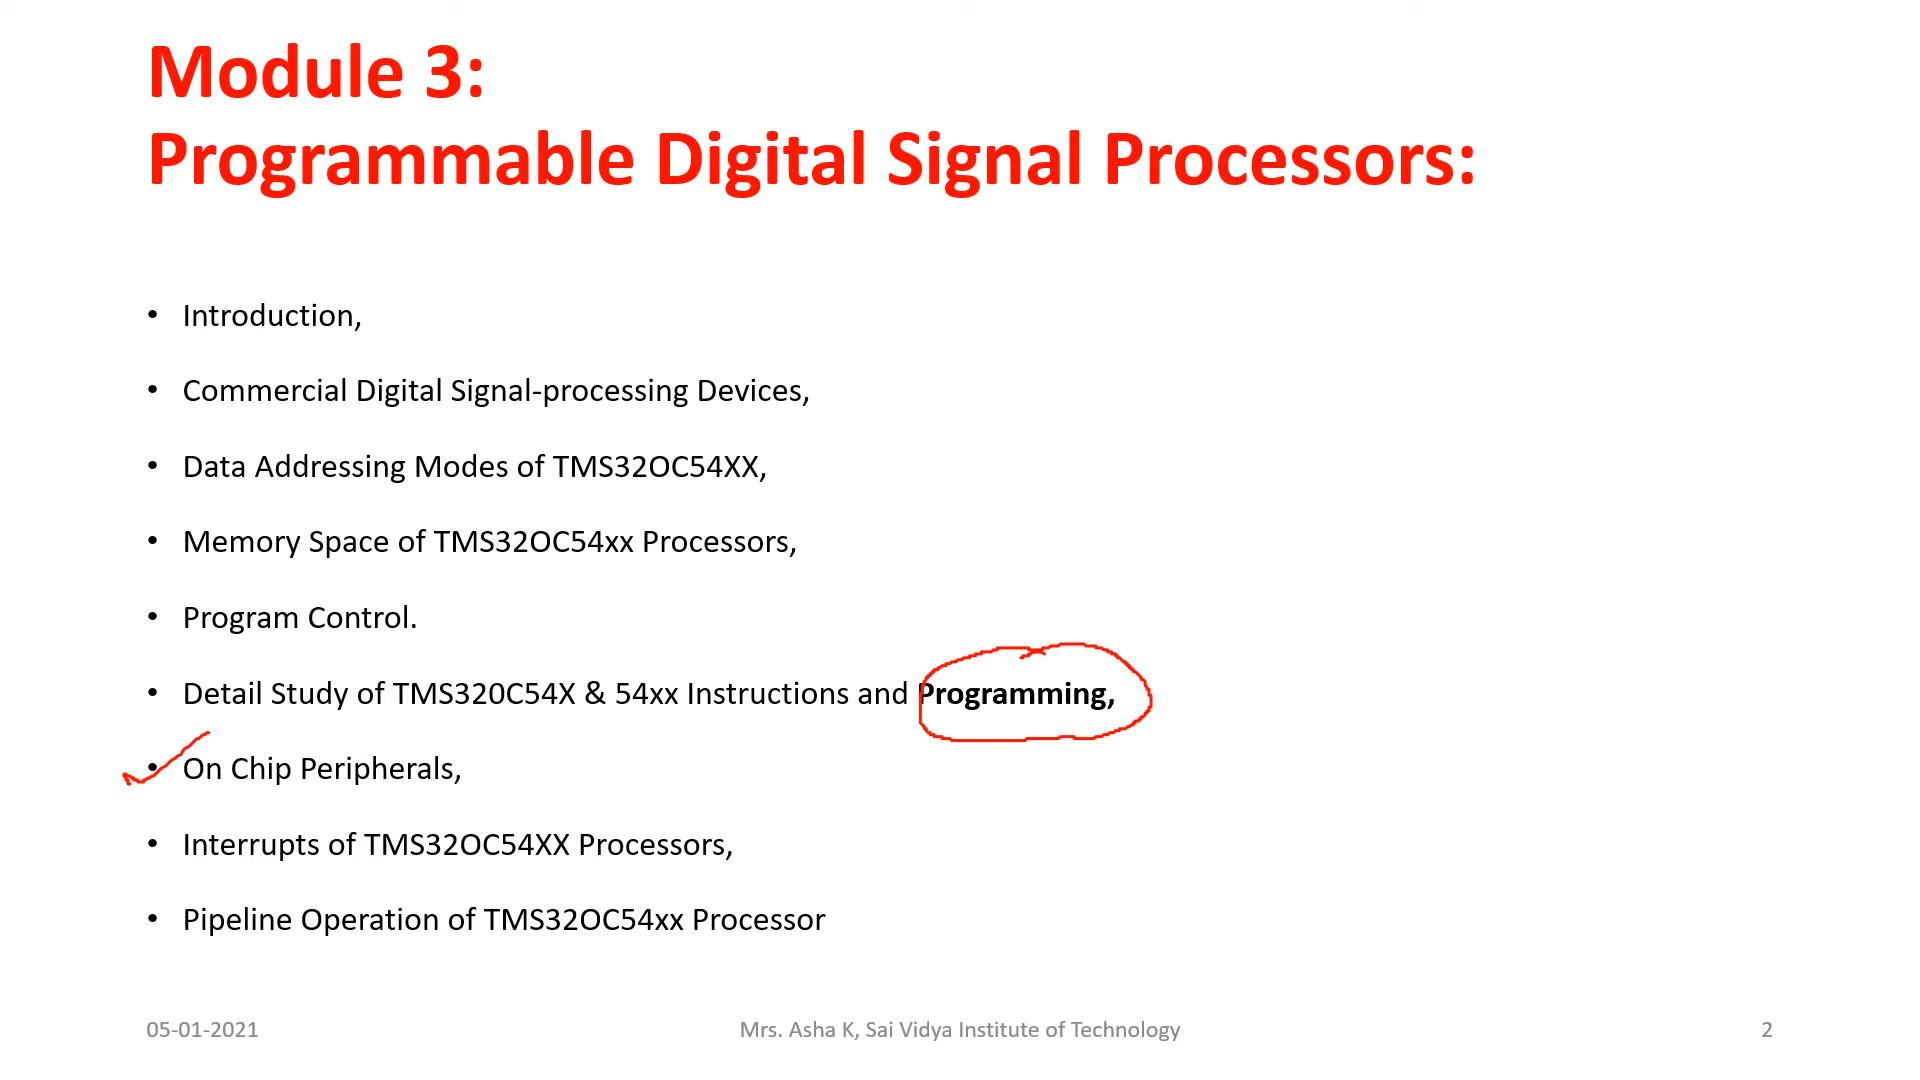 Module 3:
Programmable Digital Signal Processors:
• Introduction,
• Commercial Digital Signal-processing Devices,
• Data Addressing Modes of TMS32OC54XX,
• Memory Space of TMS32OC54xx Processors,
• Program Control.
• Detail Study of TMS320C54X & 54xx Instructions and Programming,
• On Chip Peripherals,
• Interrupts of TMS32OC54XX Processors,
• Pipeline Operation of TMS32OC54xx Processor
05-01-2021
Mrs. Asha K, Sai Vidya Institute of Technology
2